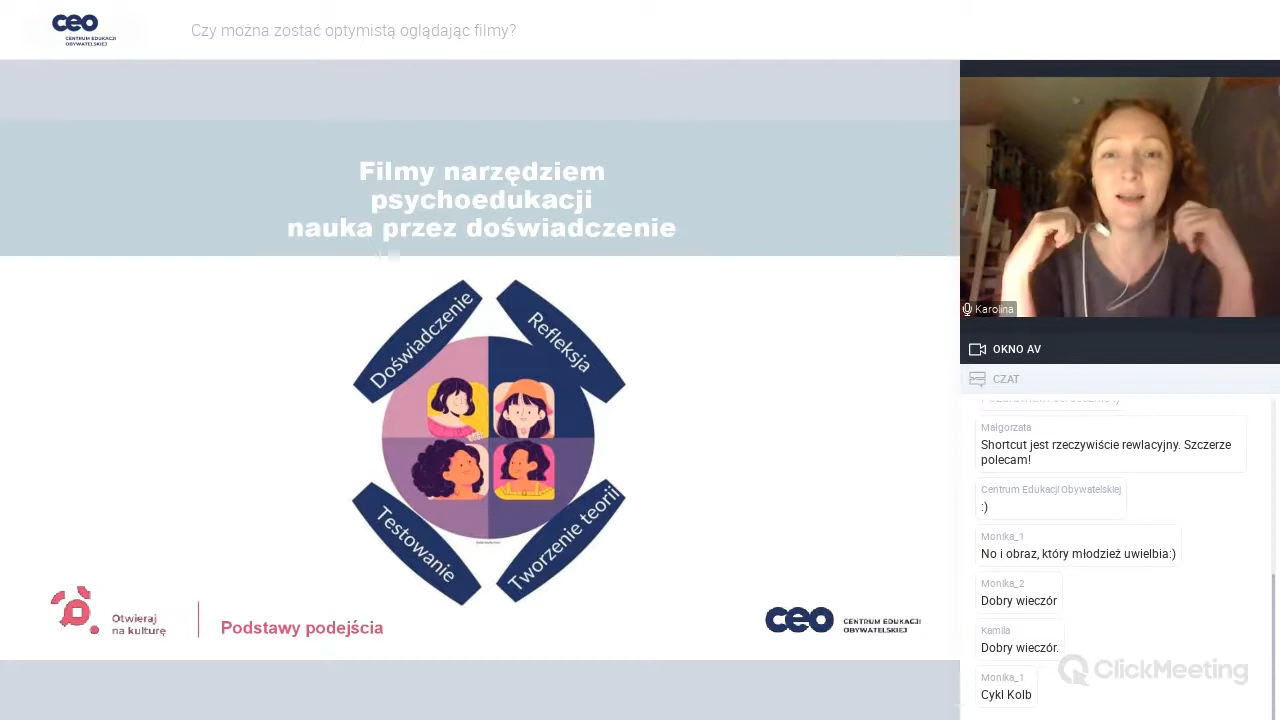 ceo
CENTRUM EDUKACJI
OBYWATELSKIEJ
Czy można zostać optymistą oglądając filmy?
Filmy narzędziem
psychoedukacji
nauka przez doświadczenie
Doświadczenie
Refleksja
Testowanie
Tworzenie teorii
Otwieraj
na kulturę
Podstawy podejścia
ceo
CENTRUM EDUKACJI
OBYWATELSKIEJ
Karolina
OKNO AV
CZAT
Małgorzata
Shortcut jest rzeczywiście rewlacyjny. Szczerze
polecam!
Centrum Edukacji Obywatelskiej
:)
Monika_1
No i obraz, który młodzież uwielbia:)
Monika_2
Dobry wieczór
Kamila
Dobry wieczór.
Monika_1
Cykl Kolb
ClickMeeting